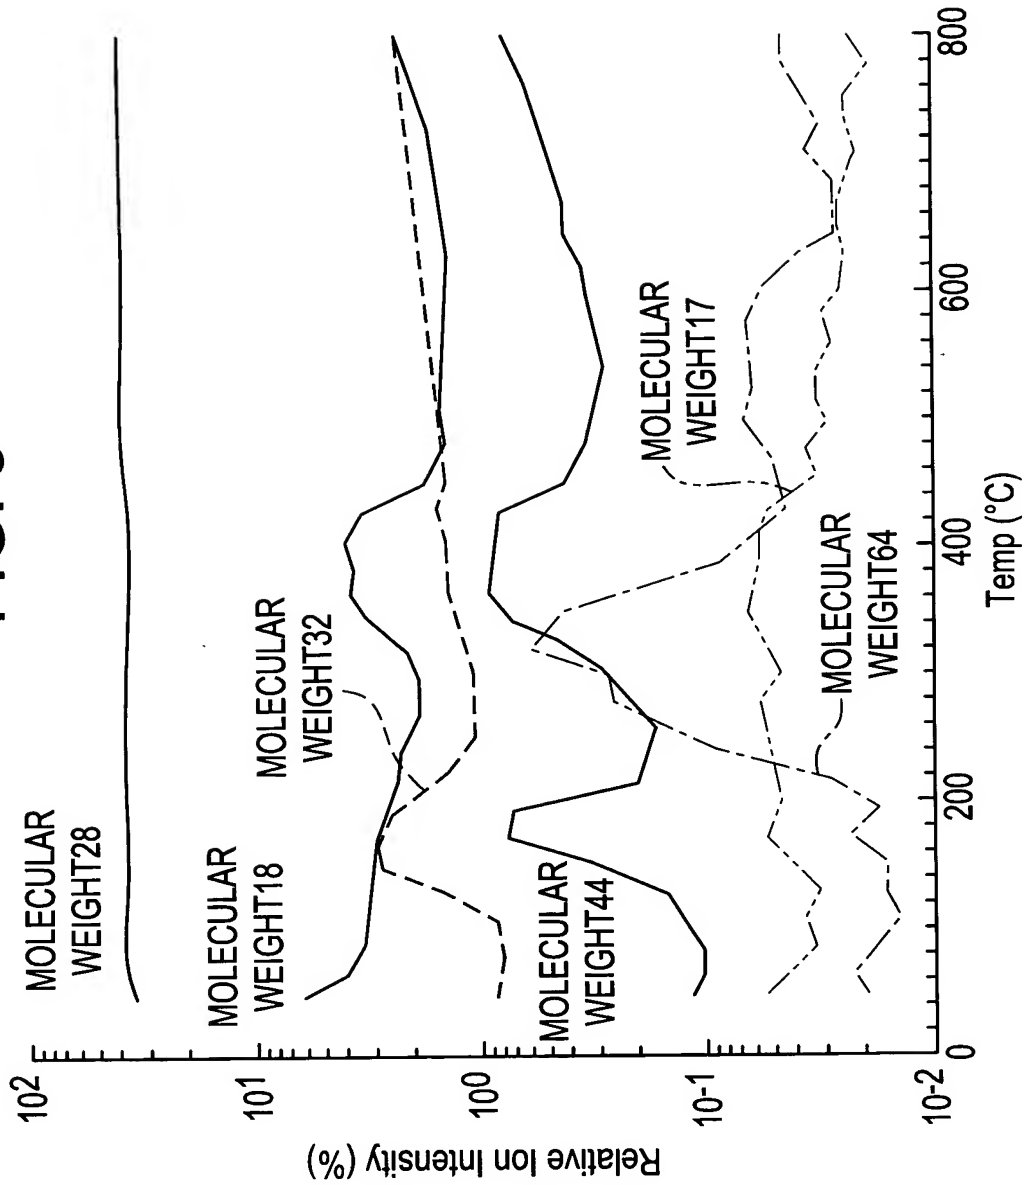 10²
10¹
10⁰
10-1
10-2
Relative Ion Intensity (%)
MOLECULAR
WEIGHT28
MOLECULAR
WEIGHT18
MOLECULAR
WEIGHT32
MOLECULAR
WEIGHT44
MOLECULAR
WEIGHT17
MOLECULAR
WEIGHT64
0
200
400
600
800
Temp (°C)